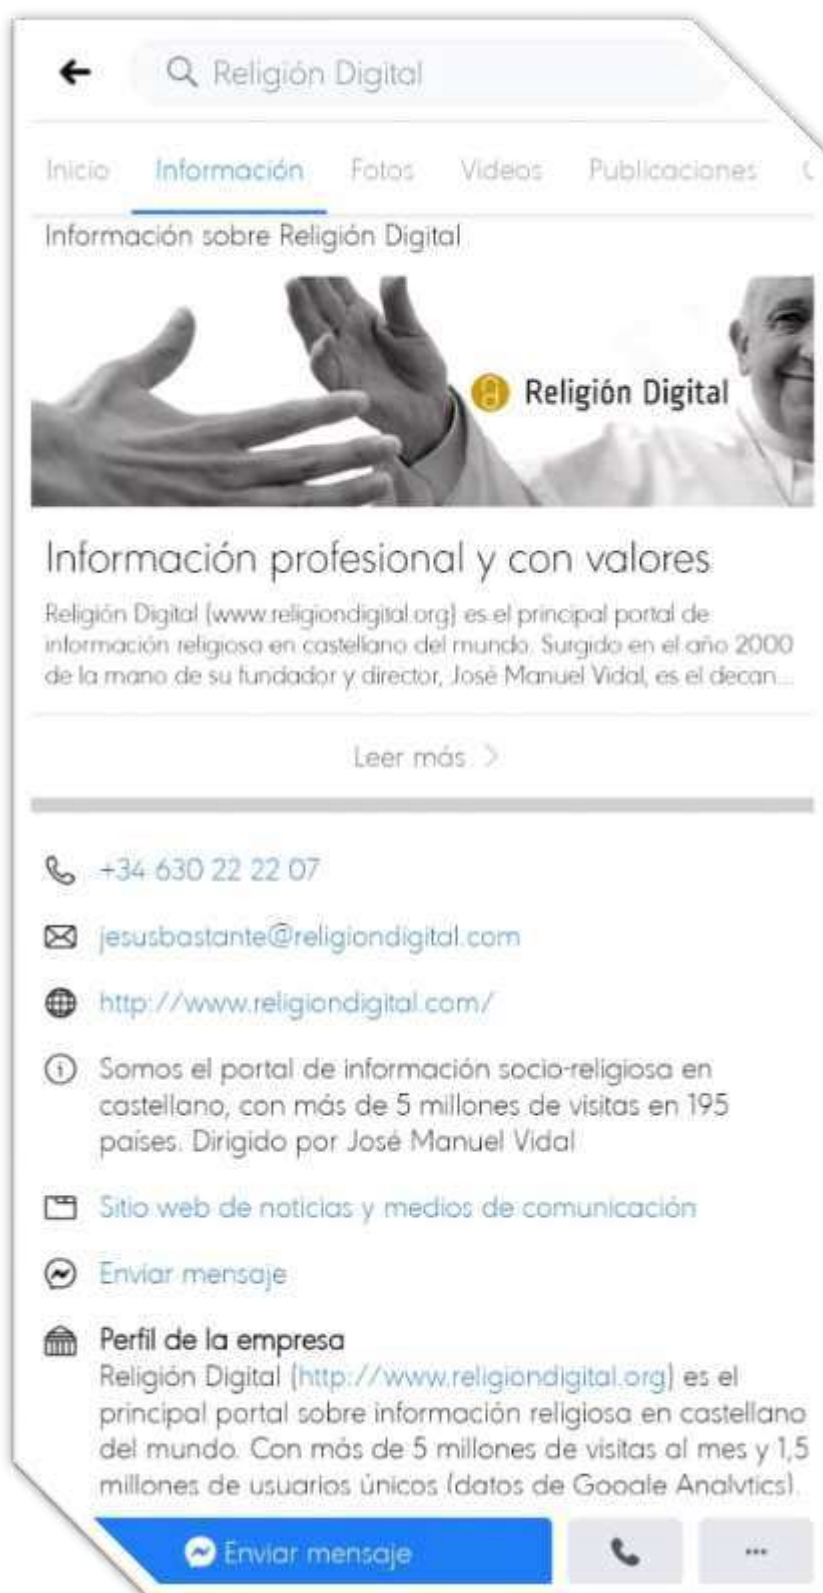 Religión Digital
Inicio Información Fotos Videos Publicaciones
Información sobre Religión Digital
Religión Digital
Información profesional y con valores
Religión Digital (www.religiondigital.org) es el principal portal de
información religiosa en castellano del mundo. Surgido en el año 2000
de la mano de su fundador y director, José Manuel Vidal, es el decan...
Leer más >
+34 630 22 22 07
jesusbastante@religiondigital.com
http://www.religiondigital.com/
Somos el portal de información socio-religiosa en
castellano, con más de 5 millones de visitas en 195
países. Dirigido por José Manuel Vidal
Sitio web de noticias y medios de comunicación
Enviar mensaje
Perfil de la empresa
Religión Digital (http://www.religiondigital.org) es el
principal portal sobre información religiosa en castellano
del mundo. Con más de 5 millones de visitas al mes y 1,5
millones de usuarios únicos (datos de Google Analytics).
Enviar mensaje